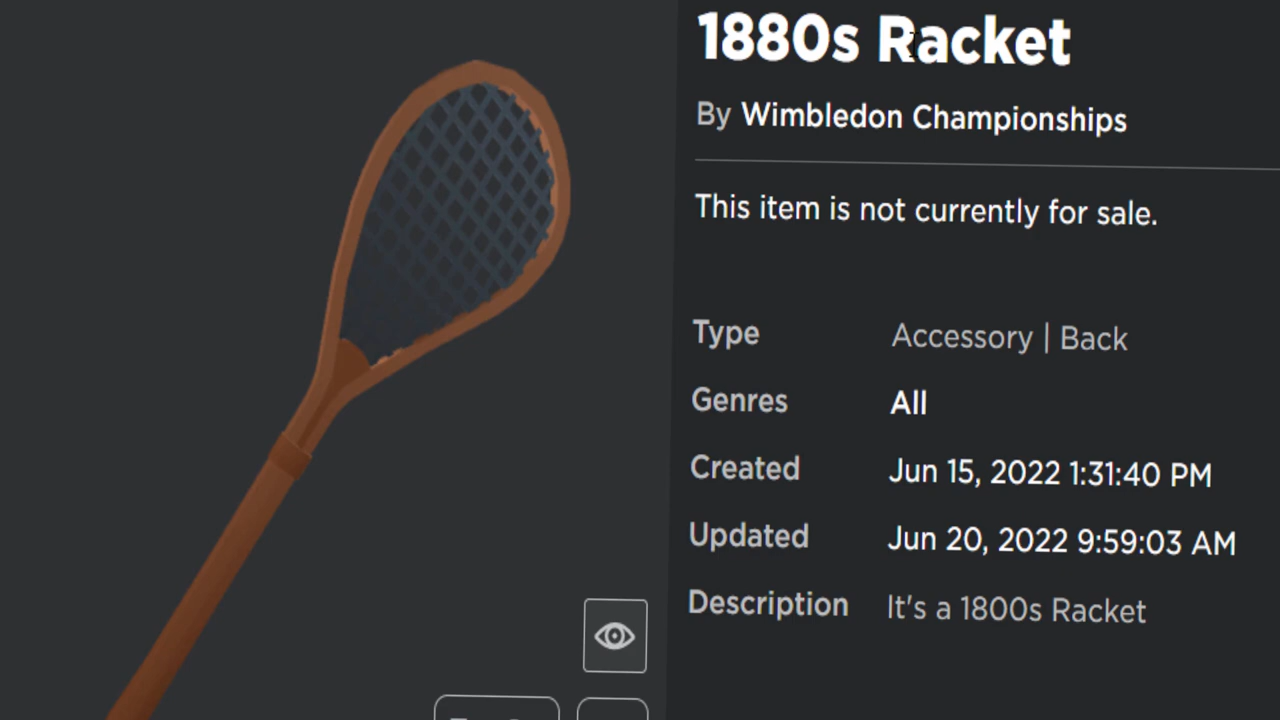 1880s Racket
By Wimbledon Championships
This item is not currently for sale.
Type Accessory | Back
Genres All
Created Jun 15, 2022 1:31:40 PM
Updated Jun 20, 2022 9:59:03 AM
Description It's a 1800s Racket